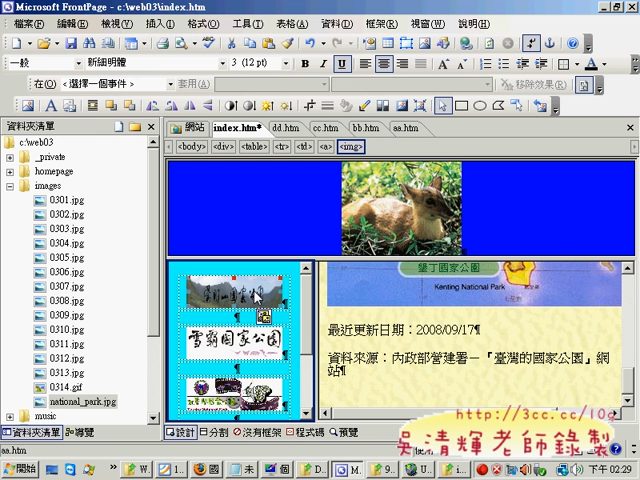 Microsoft FrontPage - c:\web03\index.htm
檔案(F) 編輯(E) 檢視(V) 插入(I) 格式(O) 工具(T) 表格(A) 資料(D) 框架(R) 視窗(W) 說明(H)
一般 新細明體 3 (12 pt) B I U
在(O) <選擇一個事件> 套用(A) 移除效果(R)
資料夾清單
網站 index.htm* dd.htm cc.htm bb.htm aa.htm
<body> <div> <table> <tr> <td> <a> <img>
c:\web03
_private
homepage
images
0301.jpg
0302.jpg
0303.jpg
0304.jpg
0305.jpg
0306.jpg
0307.jpg
0308.jpg
0309.jpg
0310.jpg
0311.jpg
0312.jpg
0313.jpg
0314.gif
national_park.jpg
music
雪霸國家公園
墾丁國家公園
Kenting National Park
最近更新日期：2008/09/17
資料來源：內政部營建署－「臺灣的國家公園」網
站
資料夾清單 導覽
設計 分割 沒有框架 程式碼 預覽
http://3cc.cc/10g
吳清輝老師錄製
aa.htm
開始 下午 02:29